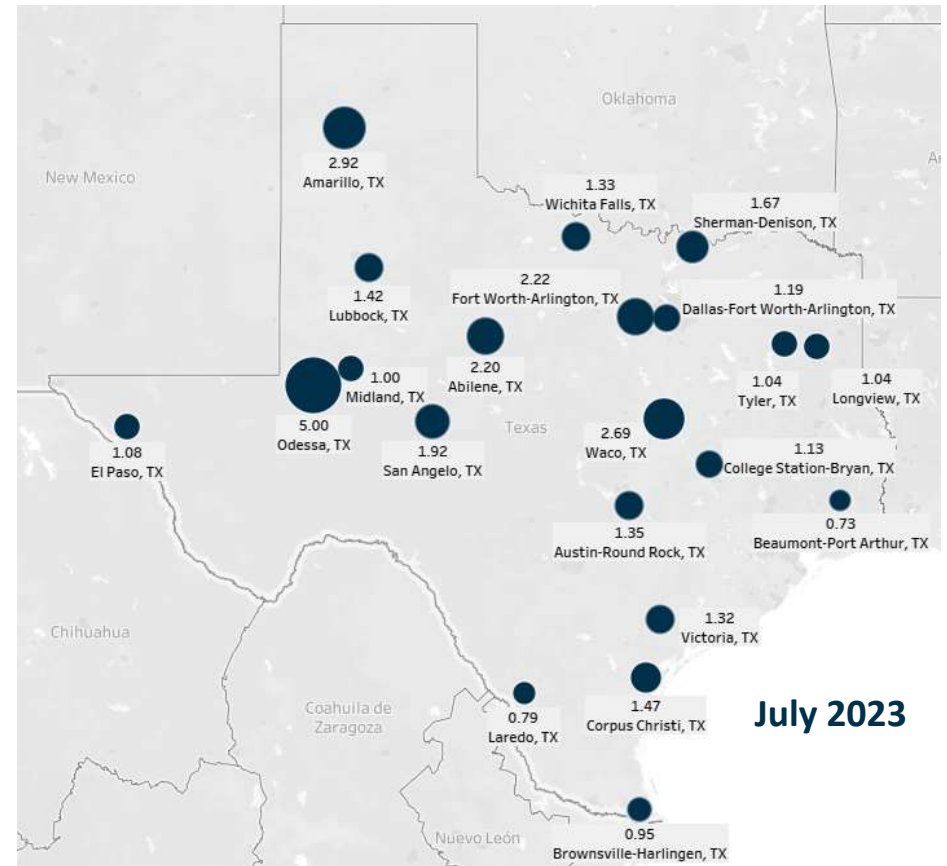 Oklahoma
New Mexico
Ar
2.92
Amarillo, TX
1.33
Wichita Falls, TX
1.67
Sherman-Denison, TX
1.42
Lubbock, TX
2.22
Fort Worth-Arlington, TX
1.19
Dallas-Fort Worth-Arlington, TX
2.20
Abilene, TX
1.00
Midland, TX
5.00
Odessa, TX
1.04
Tyler, TX
1.04
Longview, TX
1.08
El Paso, TX
1.92
San Angelo, TX
Texas
2.69
Waco, TX
1.13
College Station-Bryan, TX
1.35
Austin-Round Rock, TX
0.73
Beaumont-Port Arthur, TX
Chihuahua
1.32
Victoria, TX
Coahuila de
Zaragoza
0.79
Laredo, TX
1.47
Corpus Christi, TX
July 2023
Nuevo León
0.95
Brownsville-Harlingen, TX